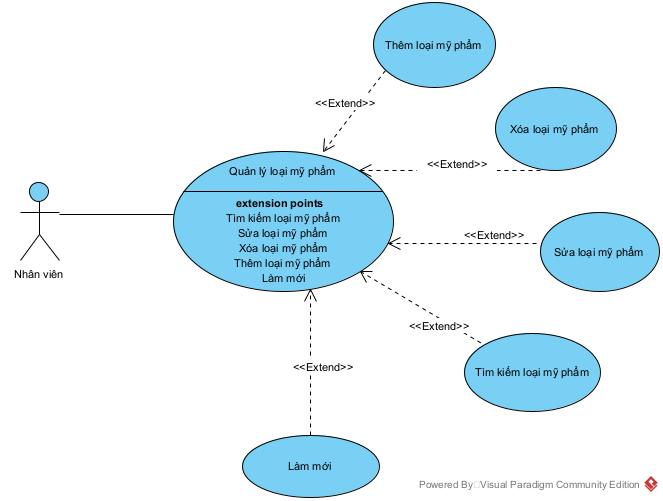 Thêm loại mỹ phẩm
<<Extend>>
Xóa loại mỹ phẩm
<<Extend>>
Quản lý loại mỹ phẩm
extension points
Tìm kiếm loại mỹ phẩm
Sửa loại mỹ phẩm
Xóa loại mỹ phẩm
Thêm loại mỹ phẩm
Làm mới
<<Extend>>
Sửa loại mỹ phẩm
Nhân viên
<<Extend>>
Tìm kiếm loại mỹ phẩm
<<Extend>>
Làm mới
Powered By Visual Paradigm Community Edition